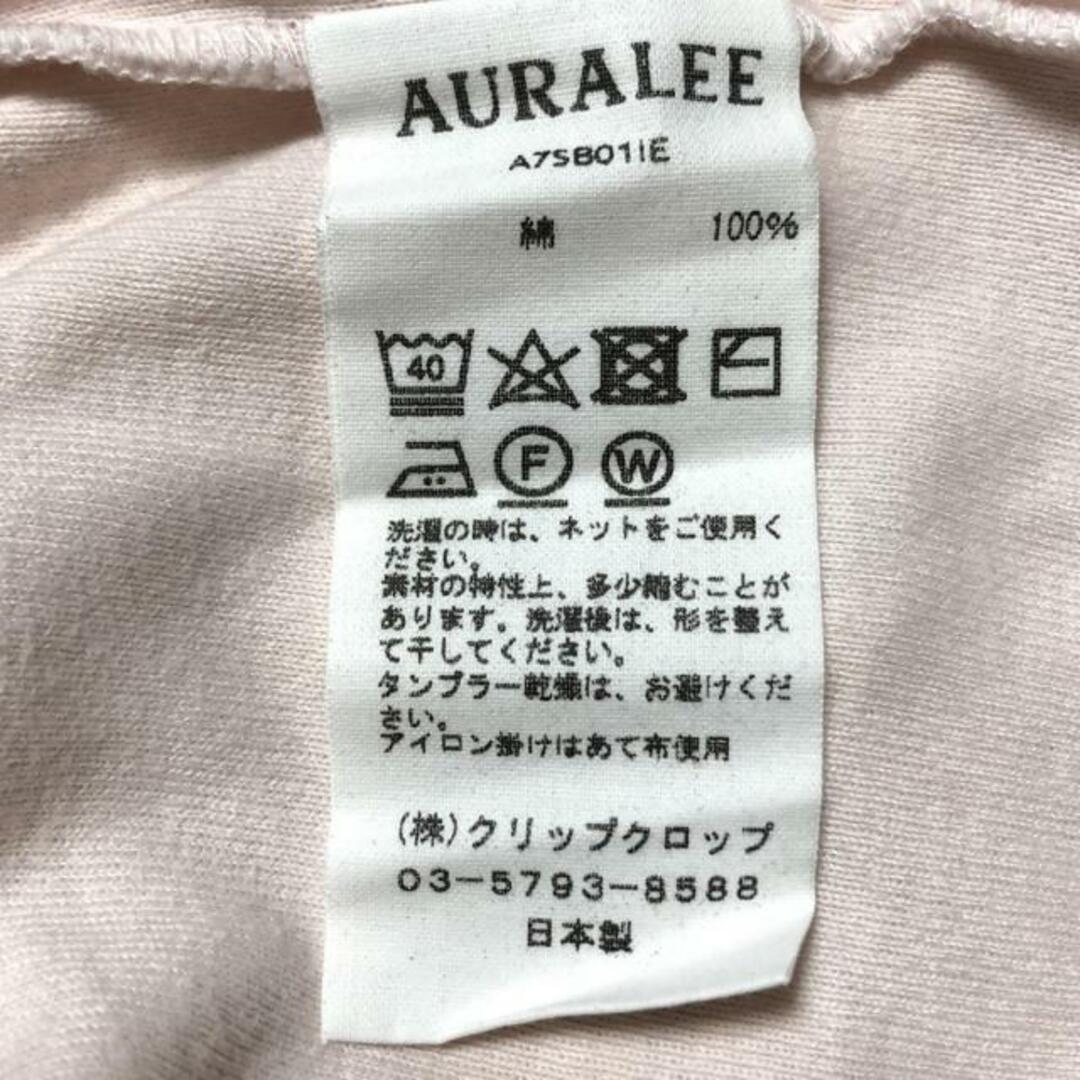 AURALEE
A7SB01IE
綿 100%
40
F W
洗濯の時は、ネットをご使用く
ださい。
素材の特性上、多少縮むことが
あります。洗濯後は、形を整え
て干してください。
タンブラー乾燥は、お避けくだ
さい。
アイロン掛けはあて布使用
(株)クリップクロップ
03-5793-8588
日本製